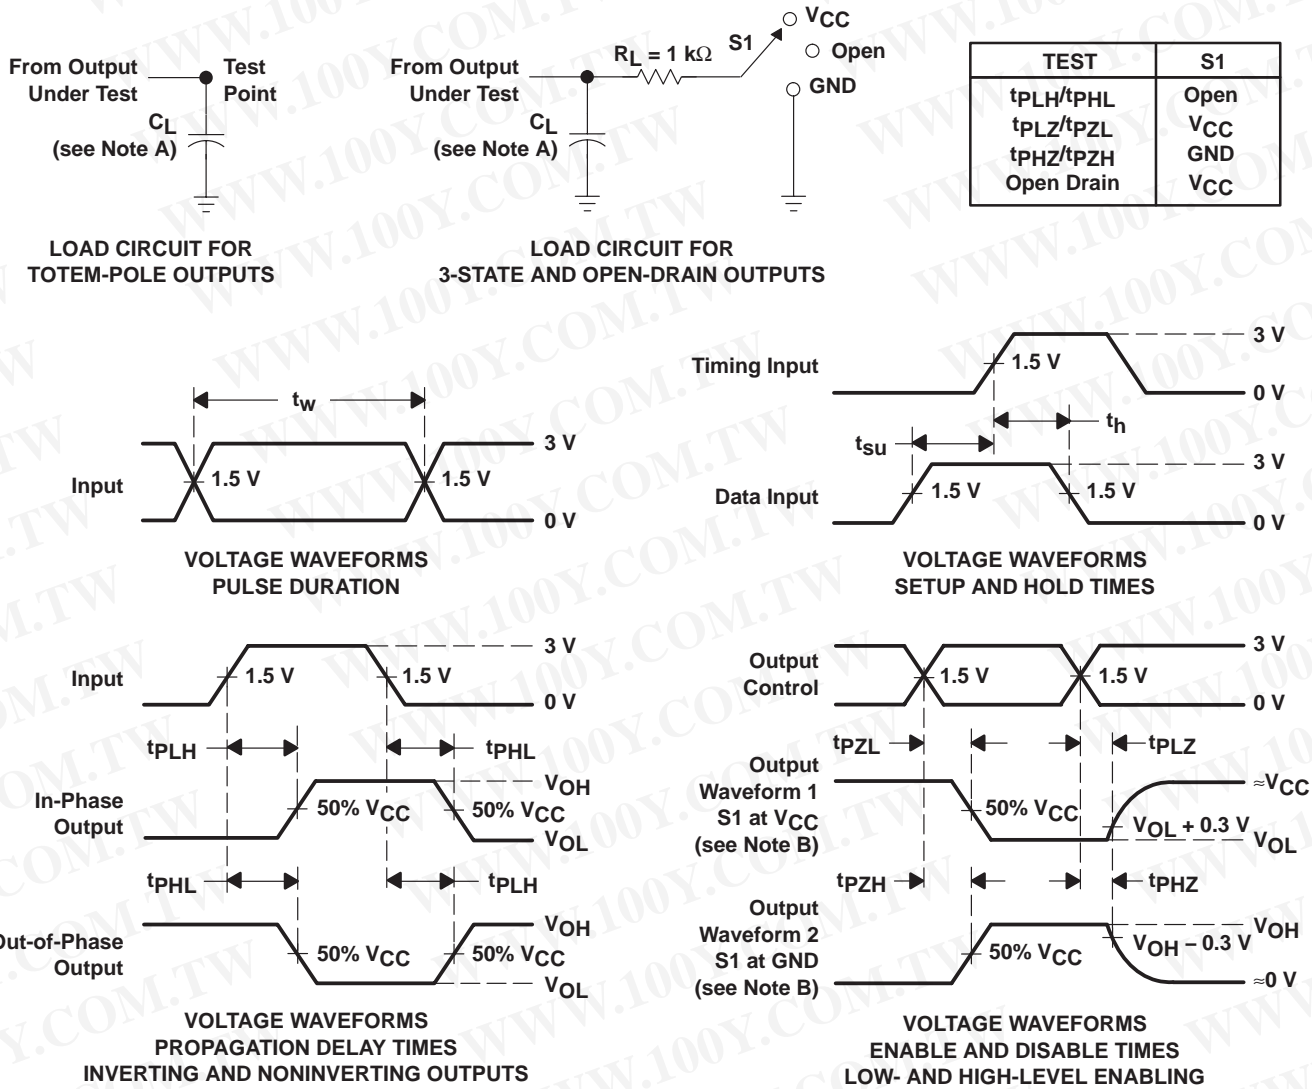 From Output
Under Test
Test
Point
CL
(see Note A)
LOAD CIRCUIT FOR
TOTEM-POLE OUTPUTS
From Output
Under Test
RL = 1 kΩ
S1
VCC
Open
GND
CL
(see Note A)
LOAD CIRCUIT FOR
3-STATE AND OPEN-DRAIN OUTPUTS
TEST S1
tPLH/tPHL Open
tPLZ/tPZL VCC
tPHZ/tPZH GND
Open Drain VCC
tw
Input
1.5 V
1.5 V
3 V
0 V
VOLTAGE WAVEFORMS
PULSE DURATION
Timing Input
1.5 V
3 V
0 V
tsu
th
Data Input
1.5 V
1.5 V
3 V
0 V
VOLTAGE WAVEFORMS
SETUP AND HOLD TIMES
Input
1.5 V
1.5 V
3 V
0 V
tPLH
tPHL
In-Phase
Output
50% VCC
50% VCC
VOH
VOL
tPHL
tPLH
Out-of-Phase
Output
50% VCC
50% VCC
VOH
VOL
VOLTAGE WAVEFORMS
PROPAGATION DELAY TIMES
INVERTING AND NONINVERTING OUTPUTS
Output
Control
1.5 V
1.5 V
3 V
0 V
tPZL
tPLZ
Output
Waveform 1
S1 at VCC
(see Note B)
50% VCC
VOL + 0.3 V
≈VCC
VOL
tPZH
tPHZ
Output
Waveform 2
S1 at GND
(see Note B)
50% VCC
VOH − 0.3 V
VOH
≈0 V
VOLTAGE WAVEFORMS
ENABLE AND DISABLE TIMES
LOW- AND HIGH-LEVEL ENABLING
WWW.100Y.COM.TW